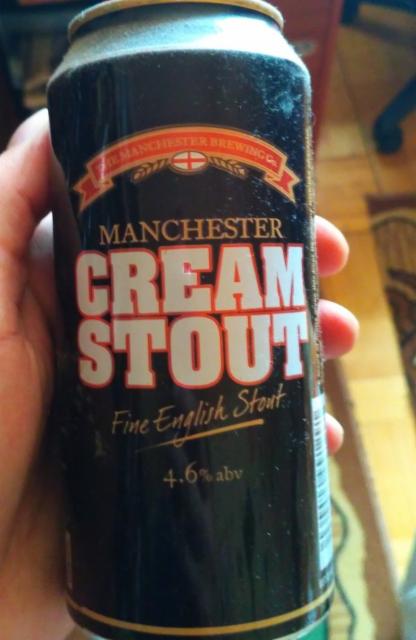 THE MANCHESTER BREWING Co.
MANCHESTER
CREAM
STOUT
Fine English Stout
4.6% abv